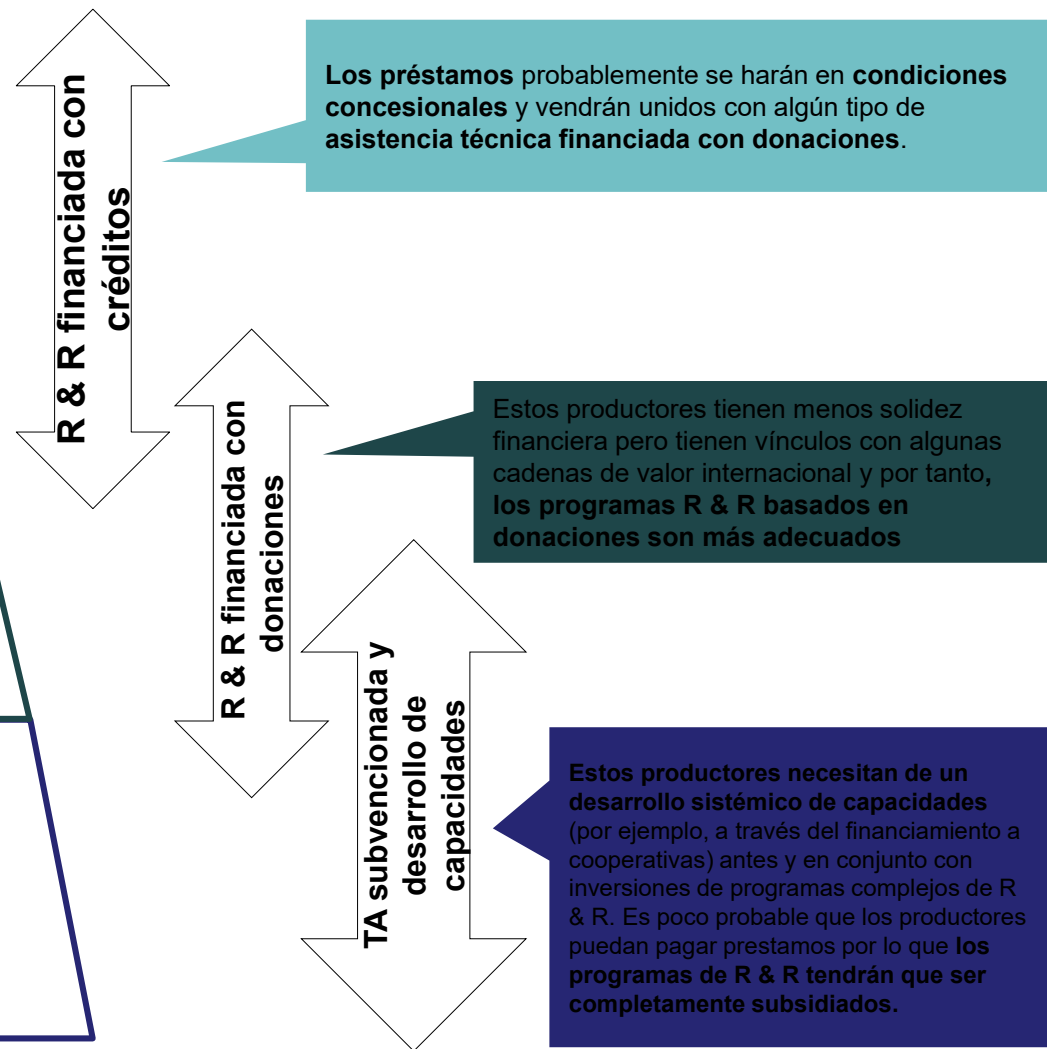 R & R financiada con
créditos
Los préstamos probablemente se harán en condiciones
concesionales y vendrán unidos con algún tipo de
asistencia técnica financiada con donaciones.
R & R financiada con
donaciones
Estos productores tienen menos solidez
financiera pero tienen vínculos con algunas
cadenas de valor internacional y por tanto,
los programas R & R basados en
donaciones son más adecuados
TA subvencionada y
desarrollo de
capacidades
Estos productores necesitan de un
desarrollo sistémico de capacidades
(por ejemplo, a través del financiamiento a
cooperativas) antes y en conjunto con
inversiones de programas complejos de R
& R. Es poco probable que los productores
puedan pagar prestamos por lo que los
programas de R & R tendrán que ser
completamente subsidiados.